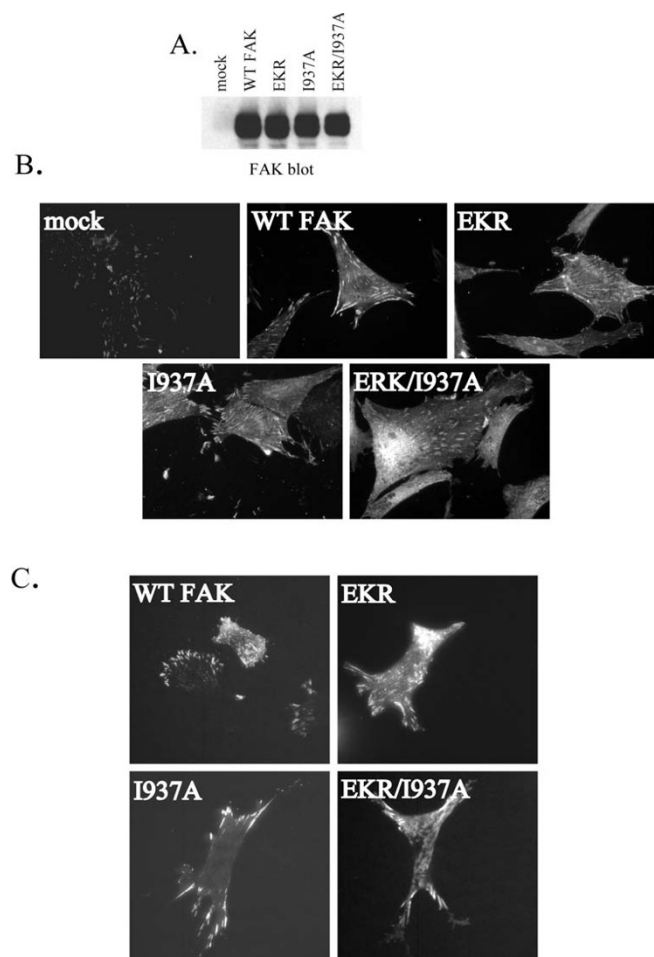 A.
mock
WT FAK
EKR
I937A
EKR/I937A
FAK blot
B.
mock
WT FAK
EKR
I937A
ERK/I937A
C.
WT FAK
EKR
I937A
EKR/I937A